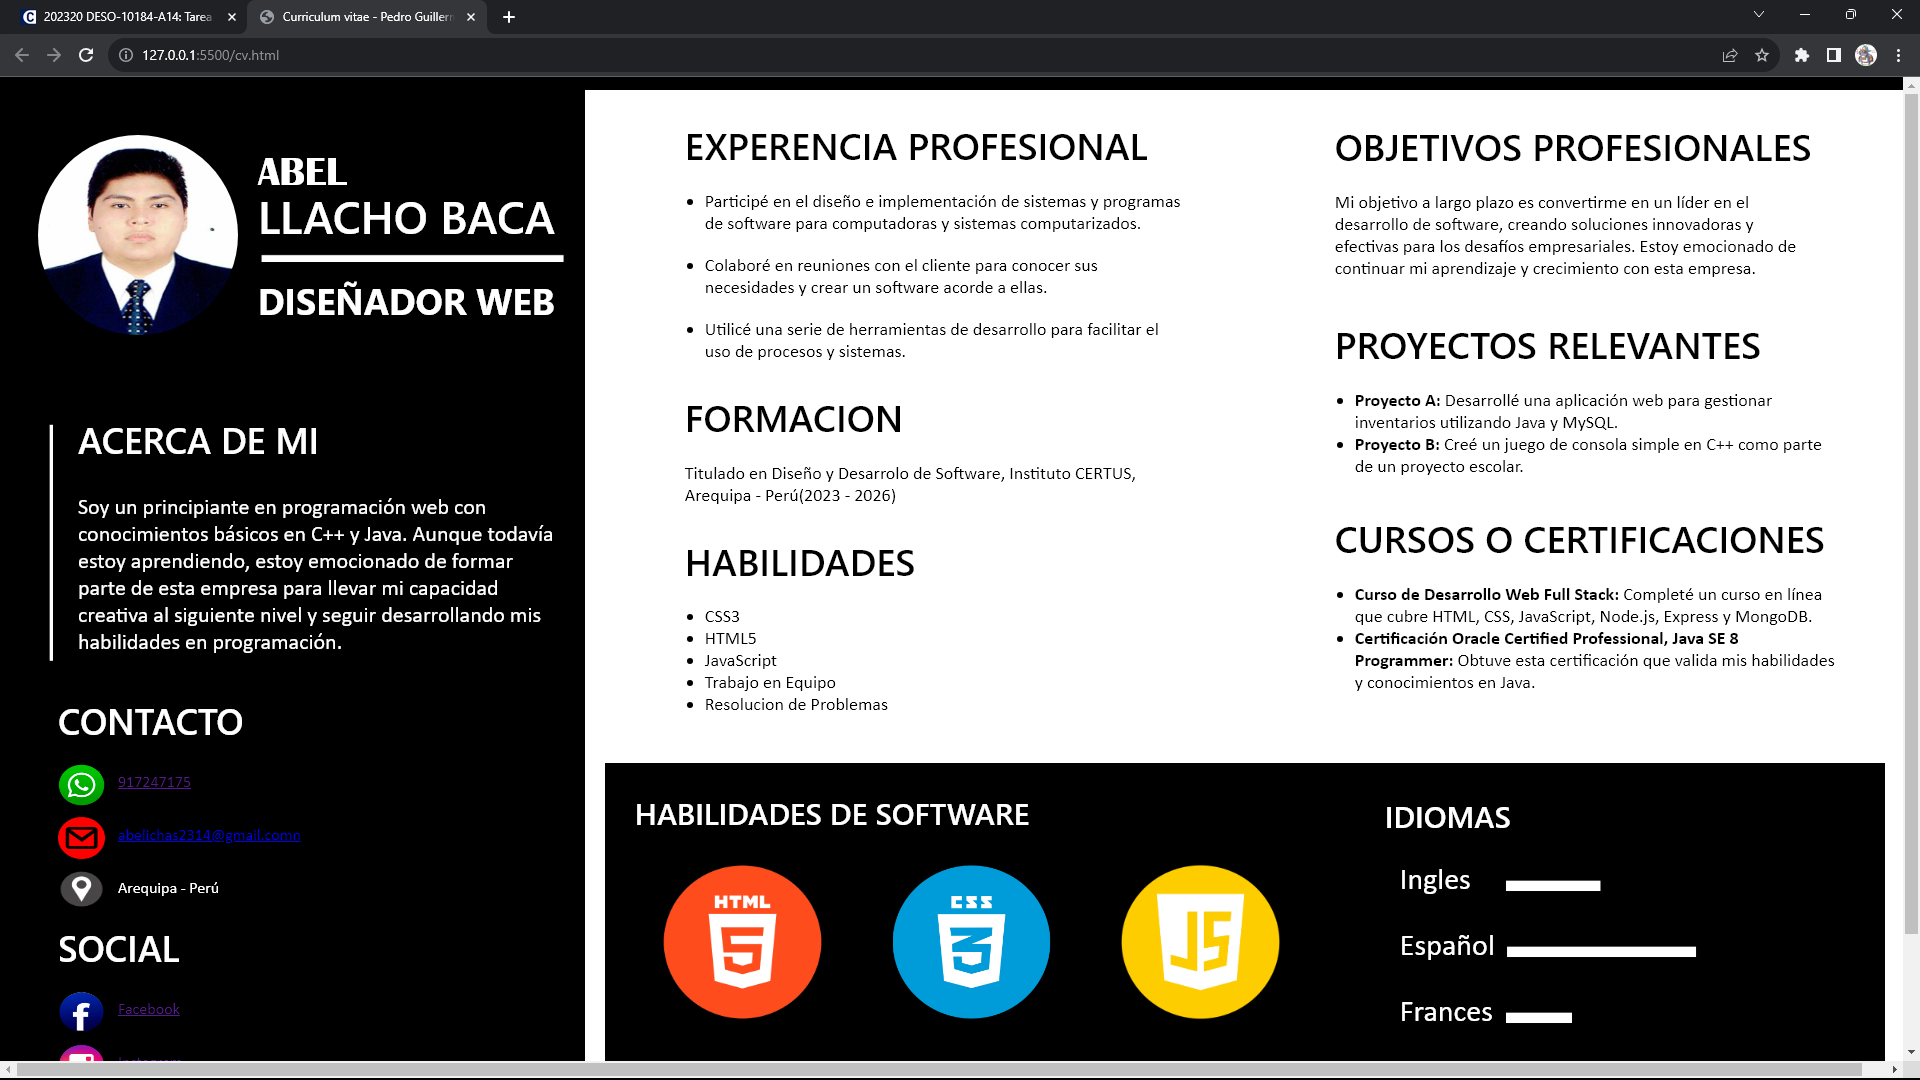 202320 DESO-10184-A14: Tarea
Curriculum vitae - Pedro Guiller
127.0.0.1:5500/cv.html
ABEL
LLACHO BACA
DISEÑADOR WEB
ACERCA DE MI
Soy un principiante en programación web con
conocimientos básicos en C++ y Java. Aunque todavía
estoy aprendiendo, estoy emocionado de formar
parte de esta empresa para llevar mi capacidad
creativa al siguiente nivel y seguir desarrollando mis
habilidades en programación.
CONTACTO
917247175
abellchas2314@gmail.comn
Arequipa - Perú
SOCIAL
Facebook
Instagram
EXPERENCIA PROFESIONAL
• Participé en el diseño e implementación de sistemas y programas
de software para computadoras y sistemas computarizados.
• Colaboré en reuniones con el cliente para conocer sus
necesidades y crear un software acorde a ellas.
• Utilicé una serie de herramientas de desarrollo para facilitar el
uso de procesos y sistemas.
FORMACION
Titulado en Diseño y Desarrolo de Software, Instituto CERTUS,
Arequipa - Perú(2023 - 2026)
HABILIDADES
• CSS3
• HTML5
• JavaScript
• Trabajo en Equipo
• Resolucion de Problemas
OBJETIVOS PROFESIONALES
Mi objetivo a largo plazo es convertirme en un líder en el
desarrollo de software, creando soluciones innovadoras y
efectivas para los desafíos empresariales. Estoy emocionado de
continuar mi aprendizaje y crecimiento con esta empresa.
PROYECTOS RELEVANTES
• Proyecto A: Desarrollé una aplicación web para gestionar
inventarios utilizando Java y MySQL.
• Proyecto B: Creé un juego de consola simple en C++ como parte
de un proyecto escolar.
CURSOS O CERTIFICACIONES
• Curso de Desarrollo Web Full Stack: Completé un curso en línea
que cubre HTML, CSS, JavaScript, Node.js, Express y MongoDB.
• Certificación Oracle Certified Professional, Java SE 8
Programmer: Obtuve esta certificación que valida mis habilidades
y conocimientos en Java.
HABILIDADES DE SOFTWARE
HTML
5
CSS
3
JS
IDIOMAS
Ingles
Español
Frances